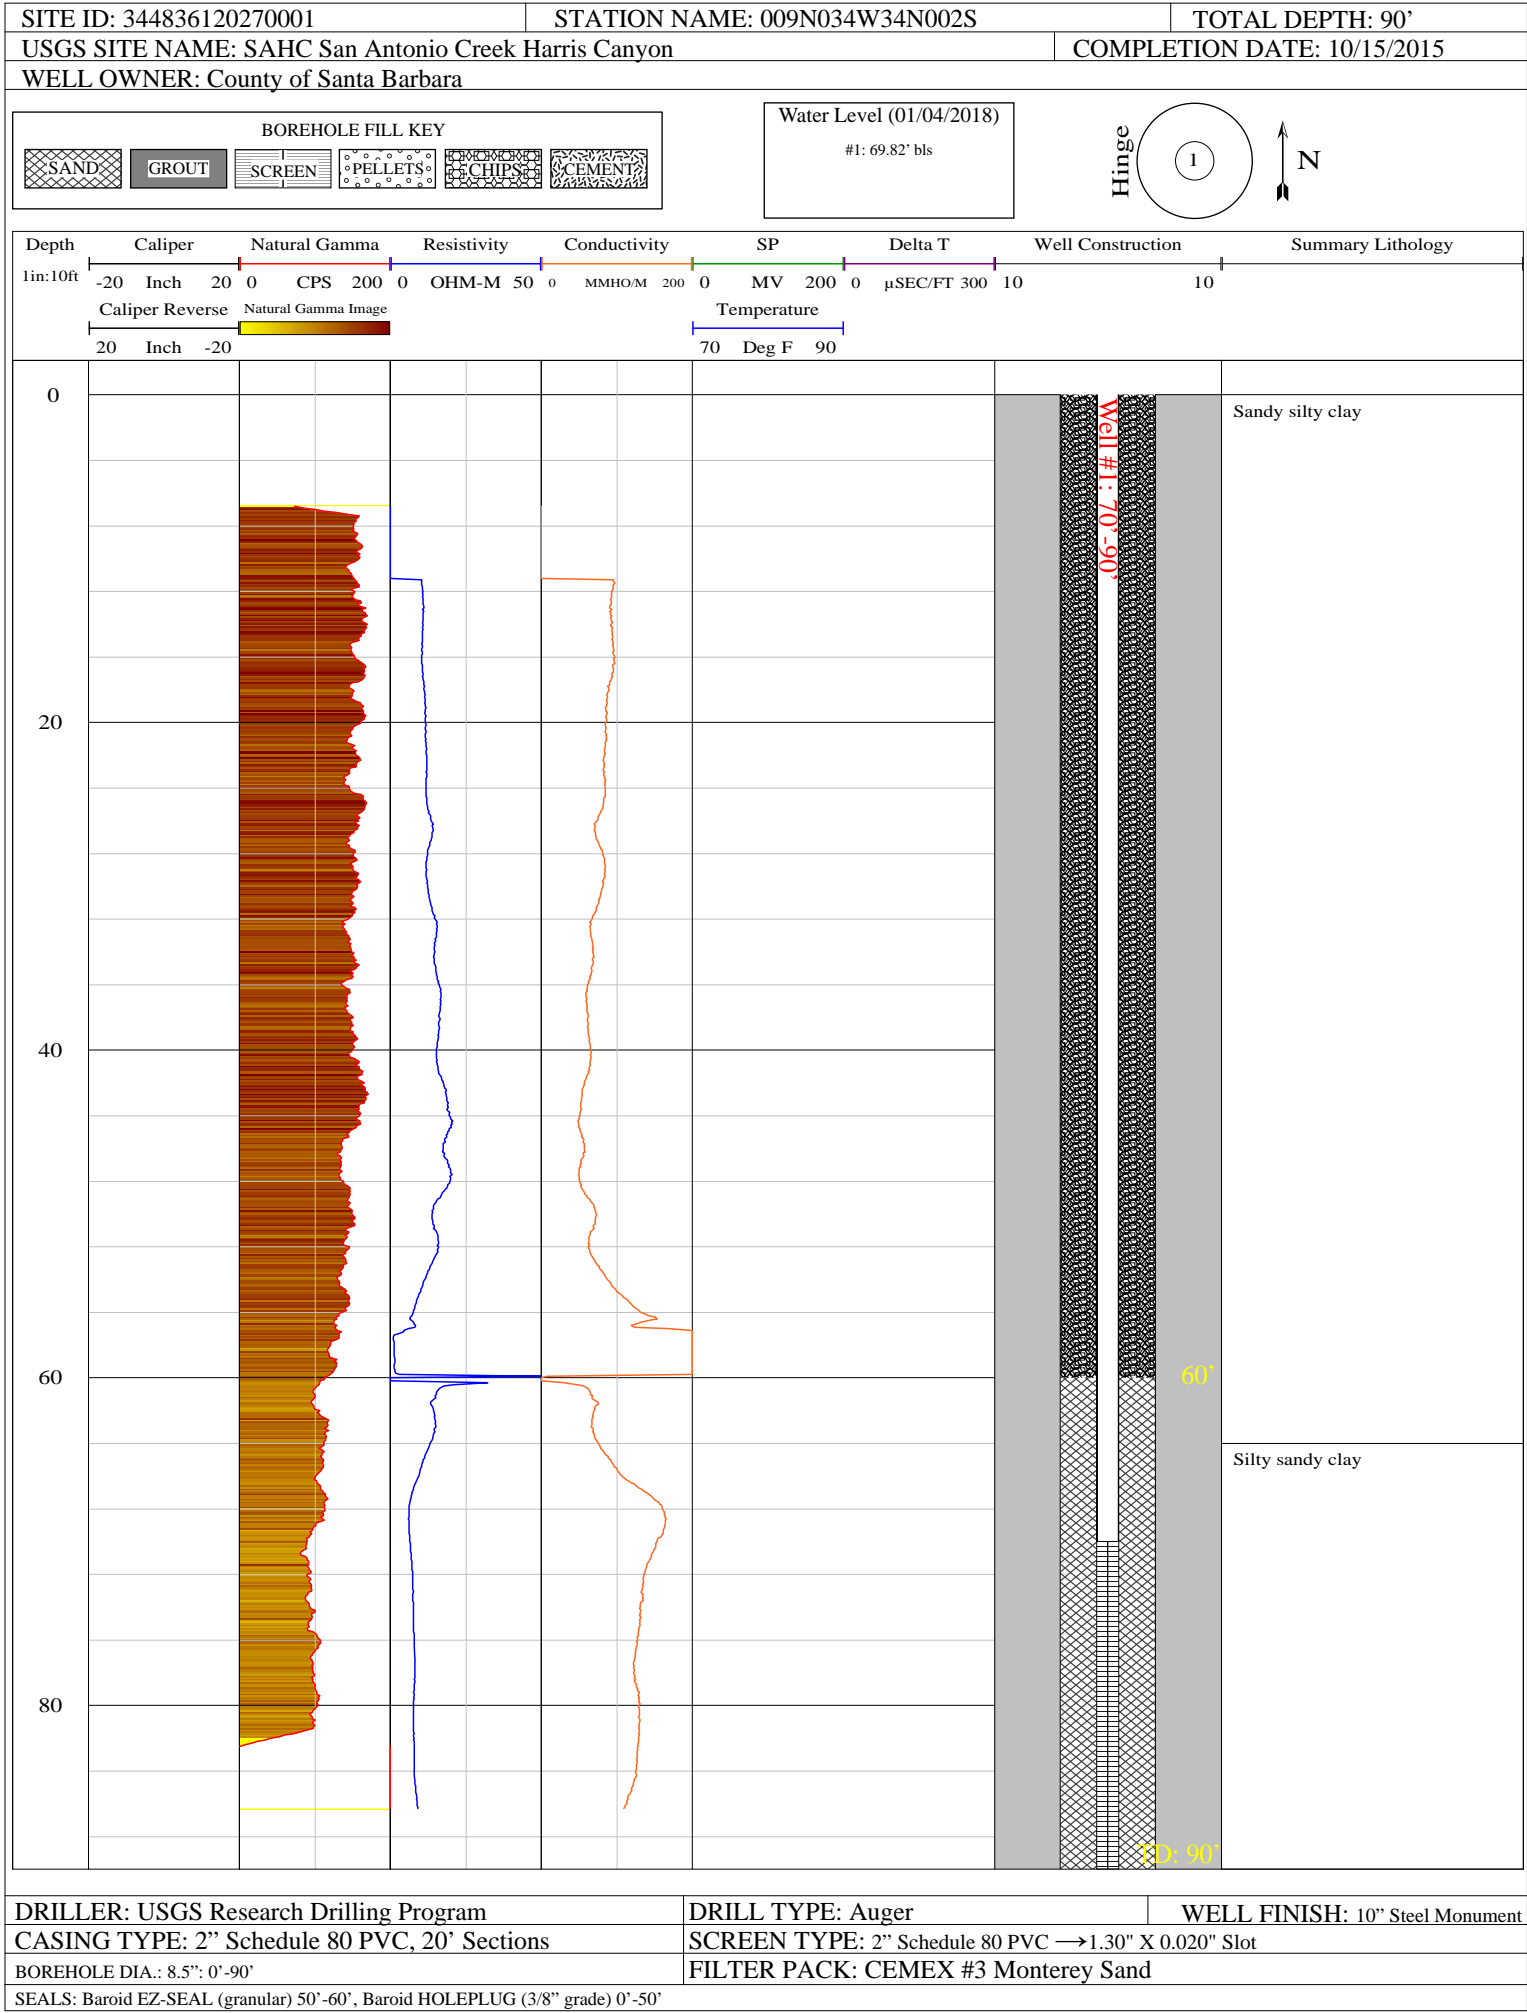 SITE ID: 344836120270001 STATION NAME: 009N034W34N002S TOTAL DEPTH: 90’
USGS SITE NAME: SAHC San Antonio Creek Harris Canyon COMPLETION DATE: 10/15/2015
WELL OWNER: County of Santa Barbara
BOREHOLE FILL KEY
SAND GROUT SCREEN PELLETS CHIPS CEMENT
Water Level (01/04/2018)
#1: 69.82’ bls
Hinge
1
N
Depth Caliper Natural Gamma Resistivity Conductivity SP Delta T Well Construction Summary Lithology
1in:10ft -20 Inch 20 0 CPS 200 0 OHM-M 50 0 MMHO/M 200 0 MV 200 0 µSEC/FT 300 10 10
Caliper Reverse Natural Gamma Image Temperature
20 Inch -20 70 Deg F 90
0
Sandy silty clay
Well #1: 70’-90’
20
40
60
60’
Silty sandy clay
80
TD: 90’
DRILLER: USGS Research Drilling Program DRILL TYPE: Auger WELL FINISH: 10” Steel Monument
CASING TYPE: 2” Schedule 80 PVC, 20’ Sections SCREEN TYPE: 2” Schedule 80 PVC → 1.30" X 0.020" Slot
BOREHOLE DIA.: 8.5”: 0’-90’ FILTER PACK: CEMEX #3 Monterey Sand
SEALS: Baroid EZ-SEAL (granular) 50’-60’, Baroid HOLEPLUG (3/8” grade) 0’-50’